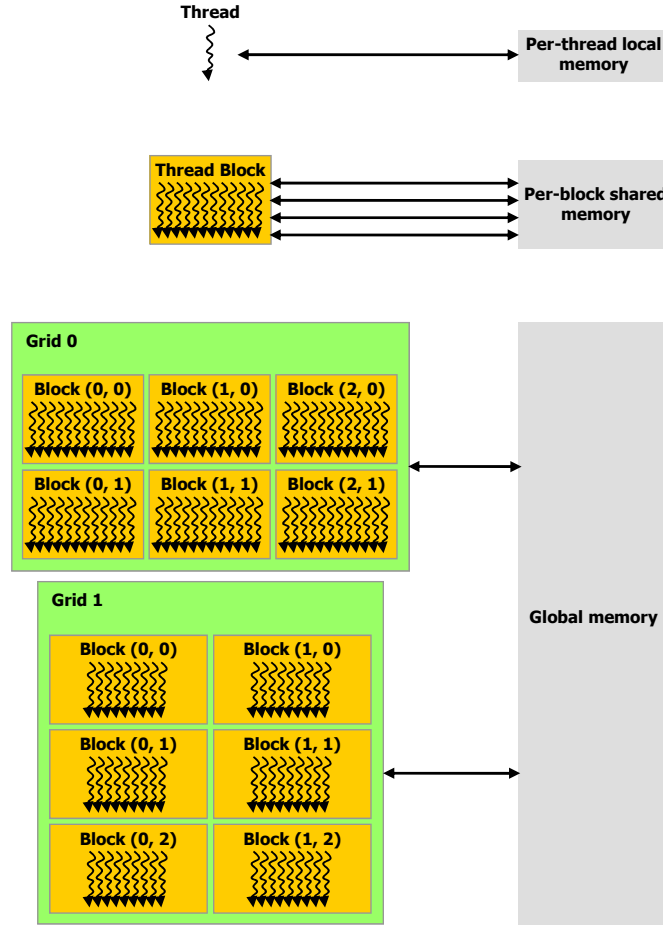 Thread
Per-thread local
memory
Thread Block
Per-block shared
memory
Grid 0
Block (0, 0) Block (1, 0) Block (2, 0)
Block (0, 1) Block (1, 1) Block (2, 1)
Global memory
Grid 1
Block (0, 0) Block (1, 0)
Block (0, 1) Block (1, 1)
Block (0, 2) Block (1, 2)